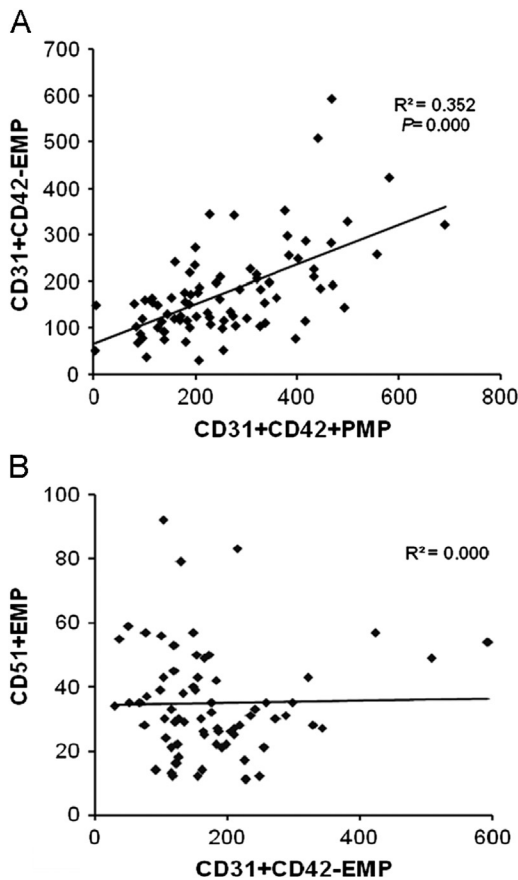 A
700
600
500
400
300
200
100
0
CD31+CD42-EMP
R² = 0.352
P=0.000
0 200 400 600 800
CD31+CD42+PMP
B
100
80
60
40
20
0
CD51+EMP
R² = 0.000
0 200 400 600
CD31+CD42-EMP